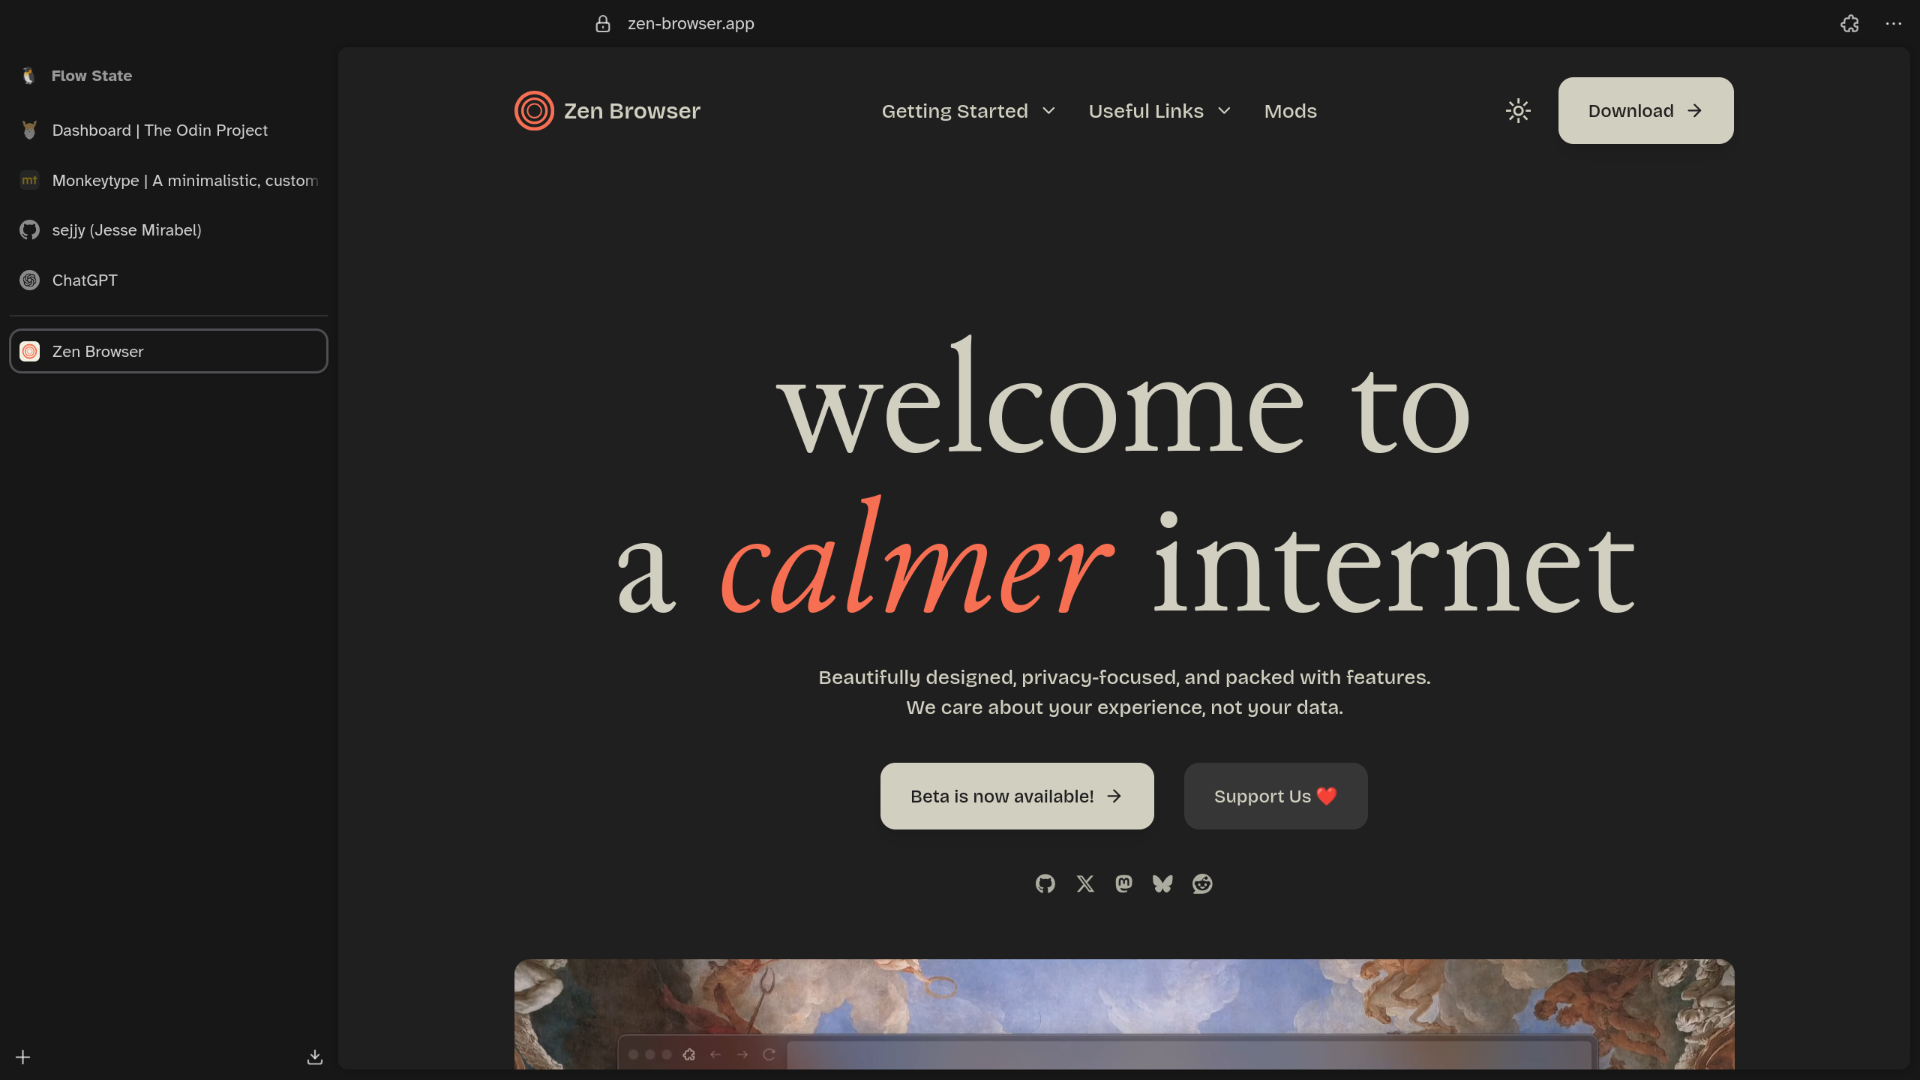 zen-browser.app
Flow State
Dashboard | The Odin Project
mt
Monkeytype | A minimalistic, custom
sejjy (Jesse Mirabel)
ChatGPT
Zen Browser
Zen Browser
Getting Started
Useful Links
Mods
Download
welcome to
a calmer internet
Beautifully designed, privacy-focused, and packed with features.
We care about your experience, not your data.
Beta is now available!
Support Us ❤️